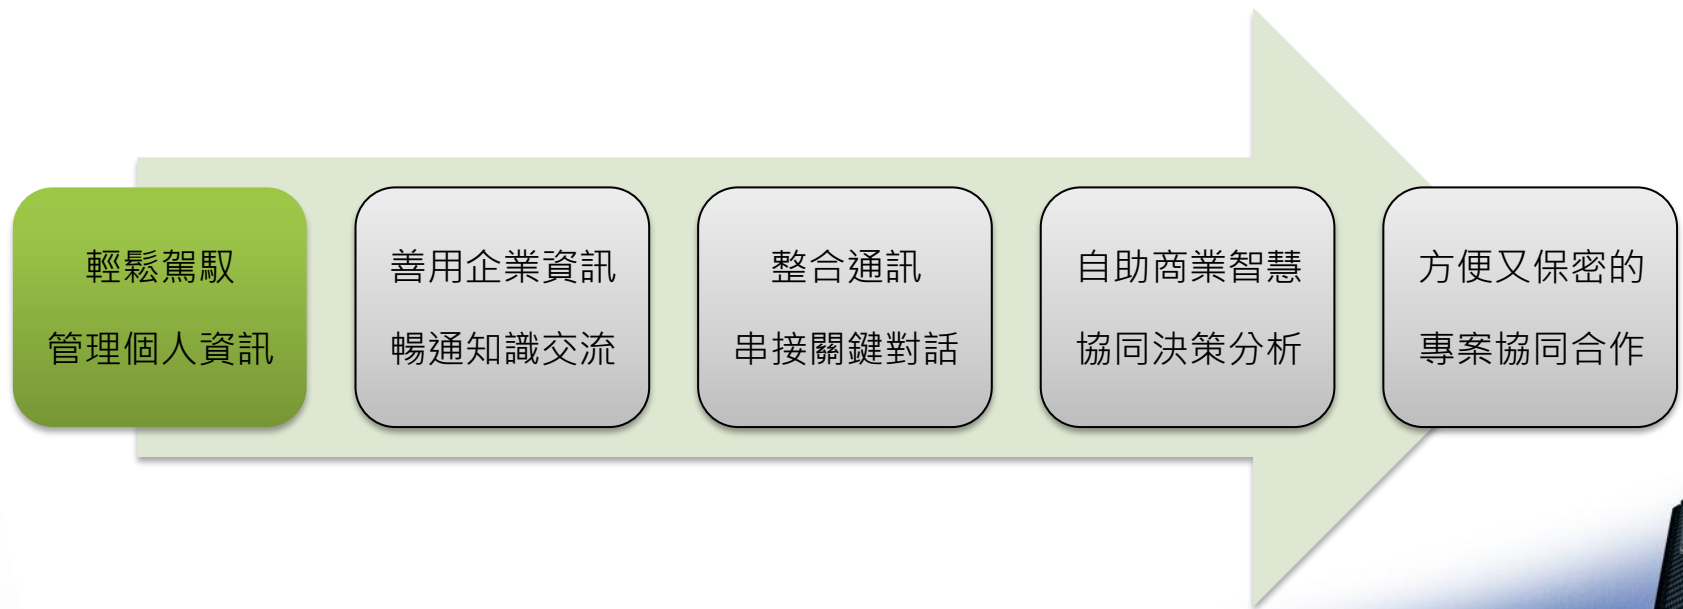 輕鬆駕馭
管理個人資訊
善用企業資訊
暢通知識交流
整合通訊
串接關鍵對話
自助商業智慧
協同決策分析
方便又保密的
專案協同合作